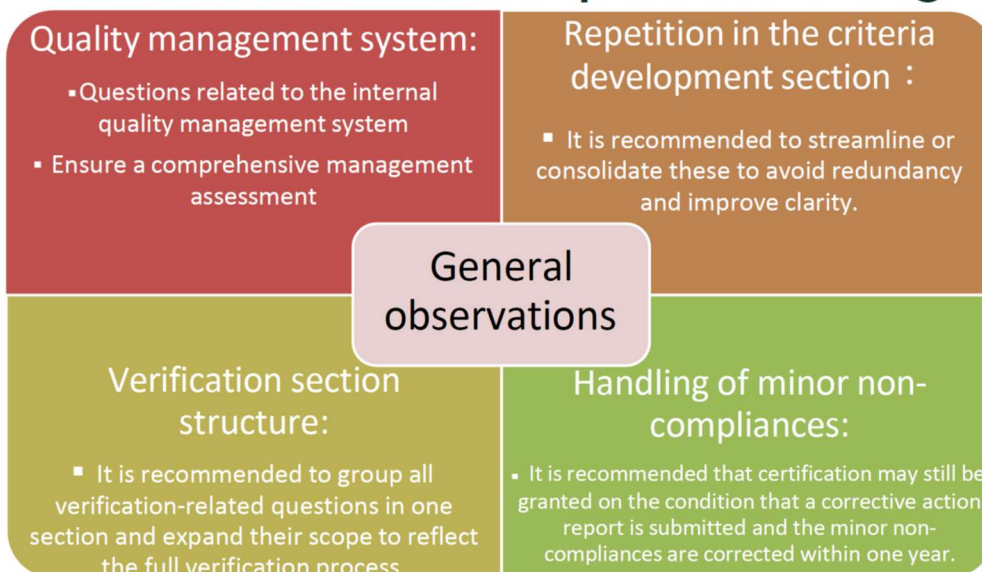 Quality management system:
▪Questions related to the internal
quality management system
▪ Ensure a comprehensive management
assessment
Repetition in the criteria
development section：
▪ It is recommended to streamline or
consolidate these to avoid redundancy
and improve clarity.
General
observations
Verification section
structure:
▪ It is recommended to group all
verification-related questions in one
section and expand their scope to reflect
the full verification process
Handling of minor non-
compliances:
▪ It is recommended that certification may still be
granted on the condition that a corrective action
report is submitted and the minor non-
compliances are corrected within one year.